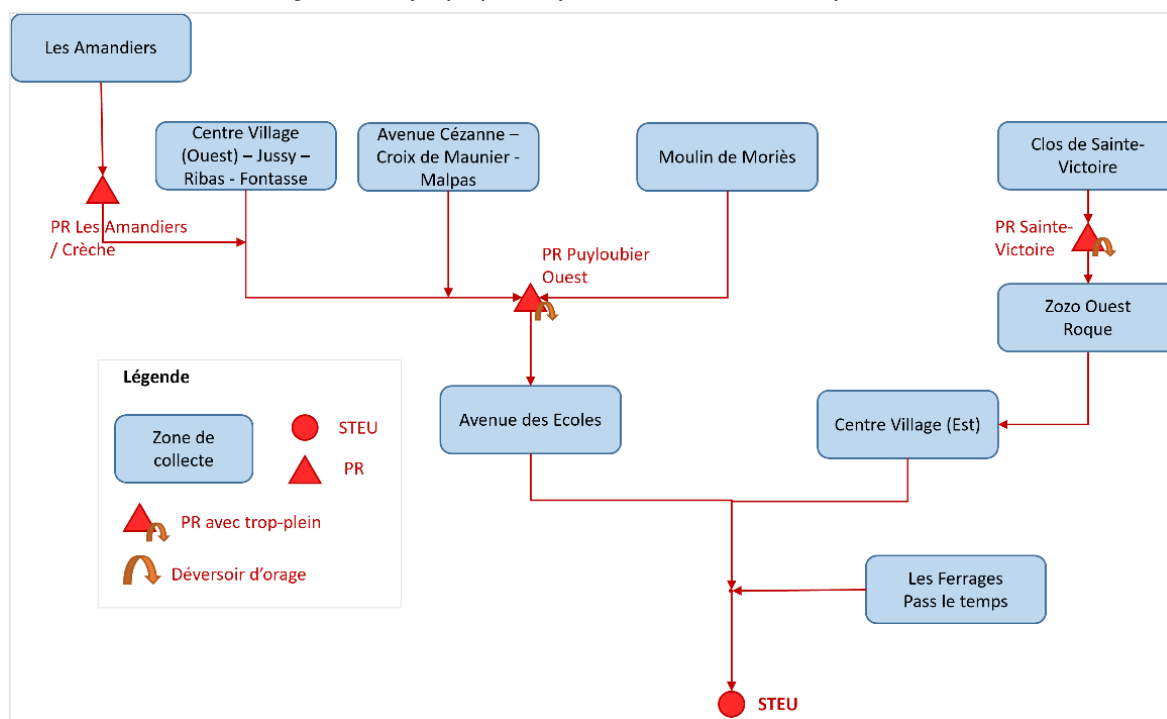 Les Amandiers
Centre Village
(Ouest) – Jussy –
Ribas - Fontasse
Avenue Cézanne –
Croix de Maunier -
Malpas
Moulin de Moriès
Clos de Sainte-
Victoire
PR Les Amandiers
/ Crèche
PR Puyloubier
Ouest
PR Sainte-
Victoire
Zozo Ouest
Roque
Légende
Zone de
collecte
STEU
PR
PR avec trop-plein
Déversoir d'orage
Avenue des Ecoles
Centre Village (Est)
Les Ferrages
Pass le temps
STEU